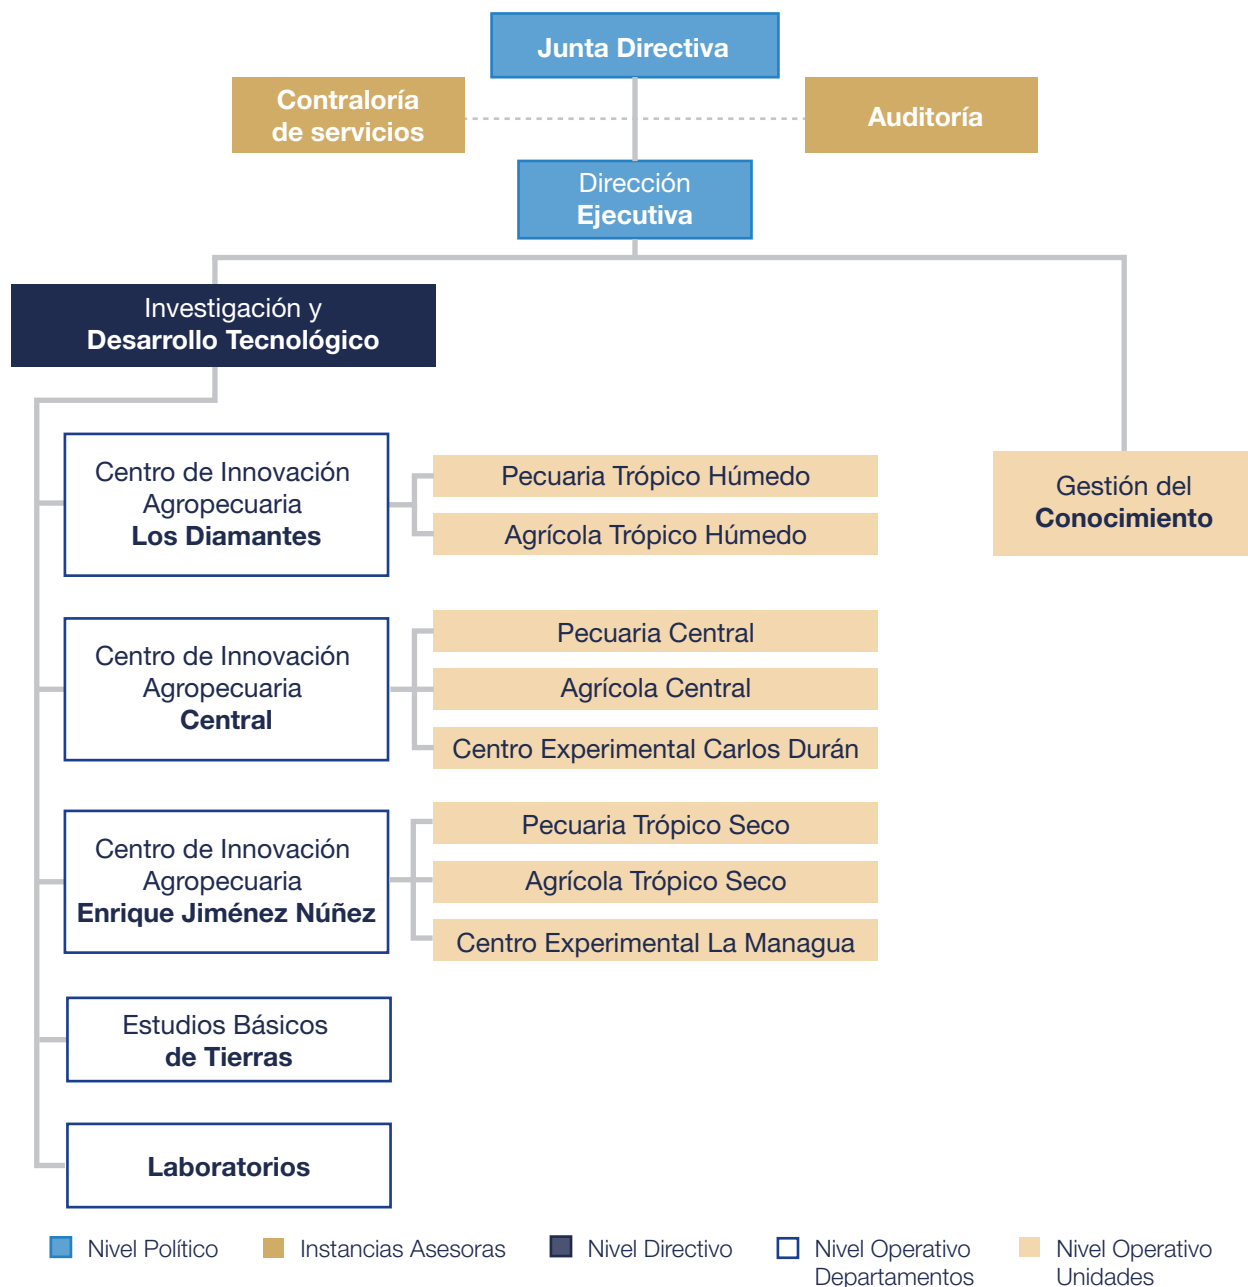 Junta Directiva
Contraloría
de servicios
Auditoría
Dirección
Ejecutiva
Investigación y
Desarrollo Tecnológico
Centro de Innovación
Agropecuaria
Los Diamantes
Pecuaria Trópico Húmedo
Agrícola Trópico Húmedo
Gestión del
Conocimiento
Centro de Innovación
Agropecuaria
Central
Pecuaria Central
Agrícola Central
Centro Experimental Carlos Durán
Centro de Innovación
Agropecuaria
Enrique Jiménez Núñez
Pecuaria Trópico Seco
Agrícola Trópico Seco
Centro Experimental La Managua
Estudios Básicos
de Tierras
Laboratorios
Nivel Político
Instancias Asesoras
Nivel Directivo
Nivel Operativo
Departamentos
Nivel Operativo
Unidades